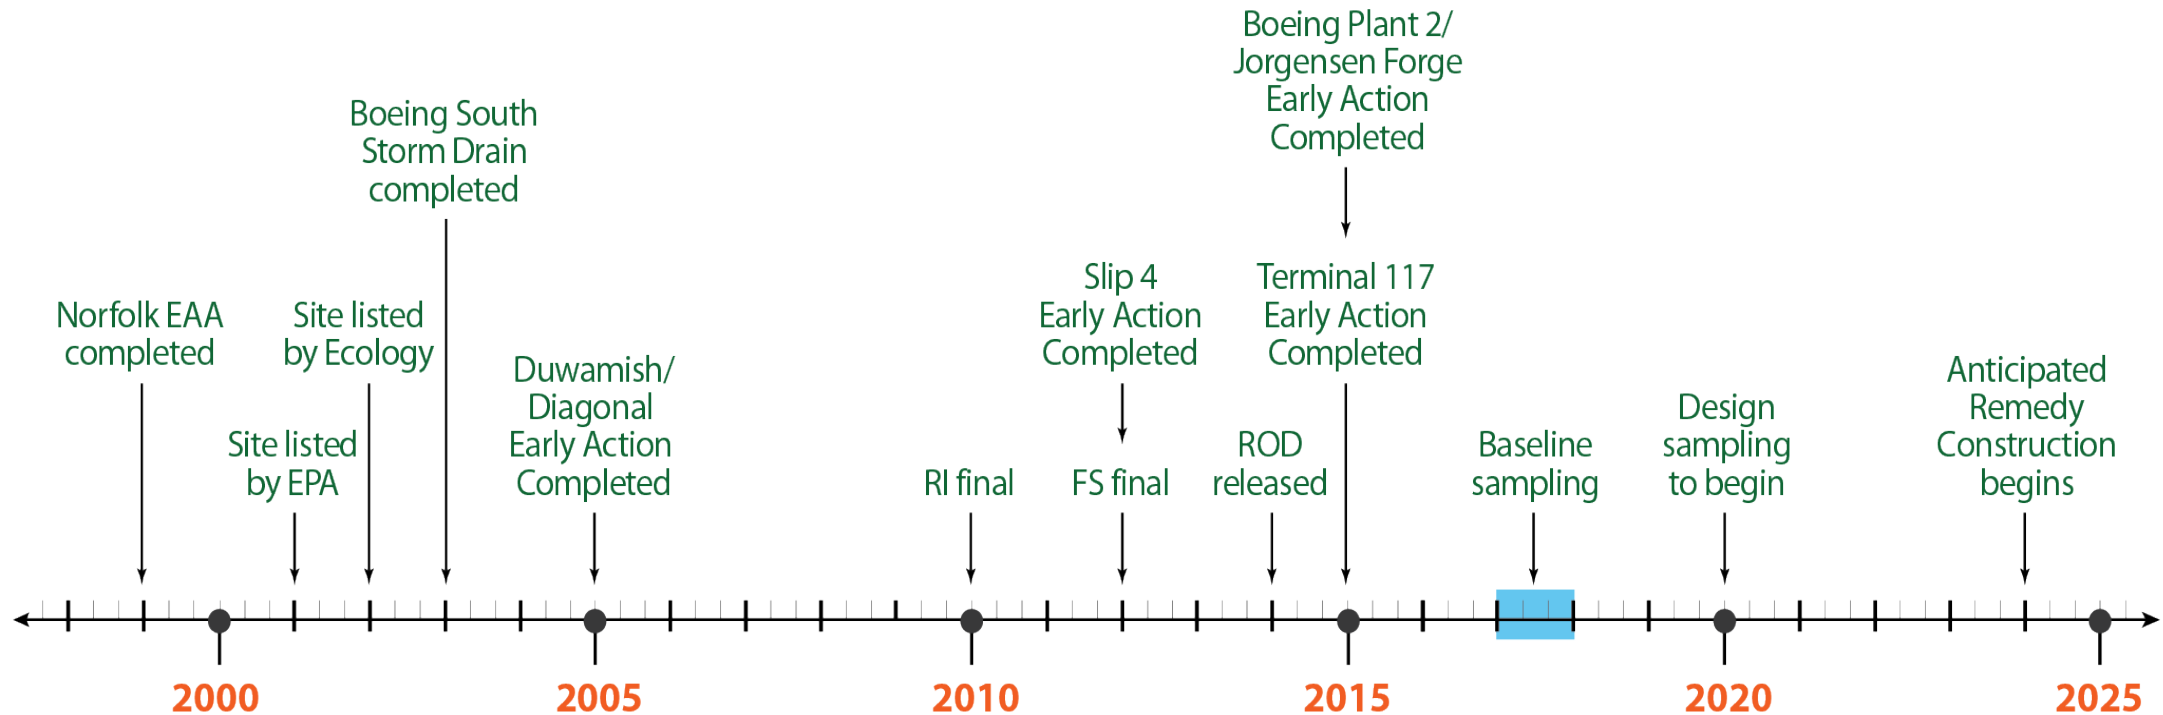 Boeing Plant 2/
Jorgensen Forge
Early Action
Completed
Boeing South
Storm Drain
completed
Norfolk EAA
completed
Site listed
by EPA
Site listed
by Ecology
Duwamish/
Diagonal
Early Action
Completed
RI final
Slip 4
Early Action
Completed
FS final
ROD
released
Terminal 117
Early Action
Completed
Baseline
sampling
Design
sampling
to begin
Anticipated
Remedy
Construction
begins
2000
2005
2010
2015
2020
2025